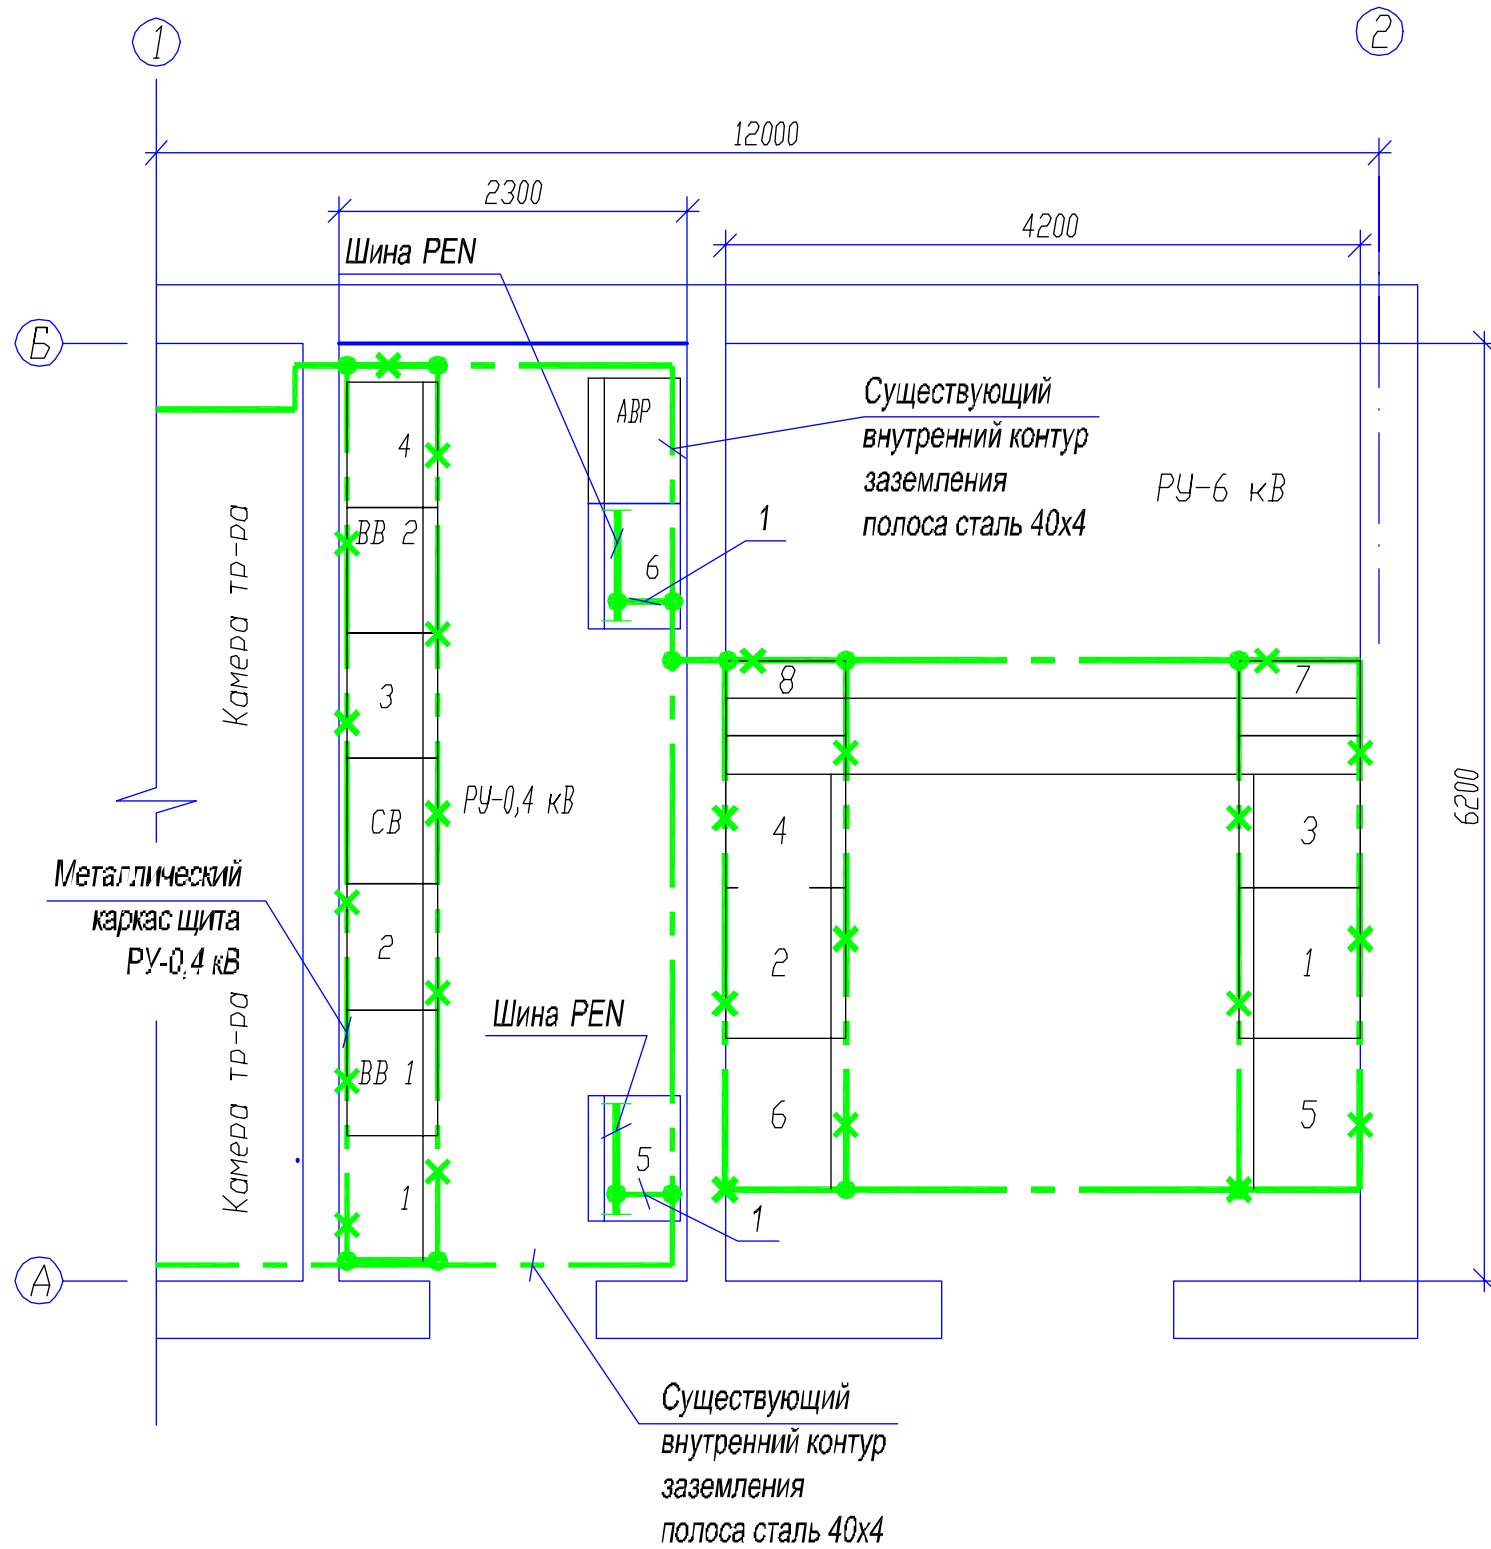 1
2
12000
2300
4200
Шина PEN
Б
АВР
Существующий
внутренний контур
заземления
полоса сталь 40х4
4
РУ-6 кВ
1
ВВ 2
6
Камера тр-ра
3
8
7
РУ-0,4 кВ
СВ
4
3
6200
Металлический
каркас щита
РУ-0,4 кВ
2
2
1
Шина PEN
Камера тр-ра
ВВ 1
6
5
5
1
1
А
Существующий
внутренний контур
заземления
полоса сталь 40х4